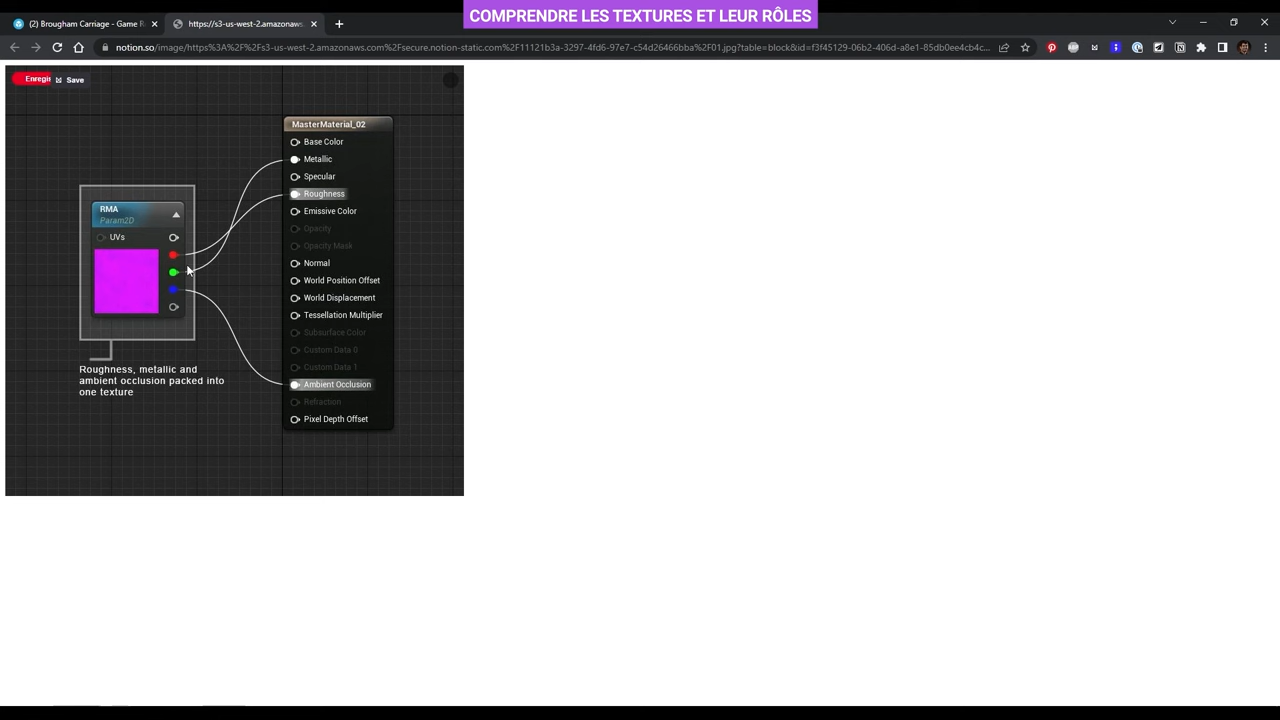 COMPRENDRE LES TEXTURES ET LEUR RÔLES
(2) Brougham Carriage - Game R
https://s3-us-west-2.amazonaws.
notion.so/image/https%3A%2F%2Fs3-us-west-2.amazonaws.com%2Fsecure.notion-static.com%2F11121b3a-3297-4fd6-97e7-c54d26466bba%2F01.jpg?table=block&id=f3f45129-06b2-406d-a8e1-85db0ee4cb4c...
Enregis
Save
MasterMaterial_02
Base Color
Metallic
Specular
Roughness
Emissive Color
Opacity
Opacity Mask
Normal
World Position Offset
World Displacement
Tessellation Multiplier
Subsurface Color
Custom Data 0
Custom Data 1
Ambient Occlusion
Refraction
Pixel Depth Offset
RMA
Param2D
UVs
Roughness, metallic and
ambient occlusion packed into
one texture